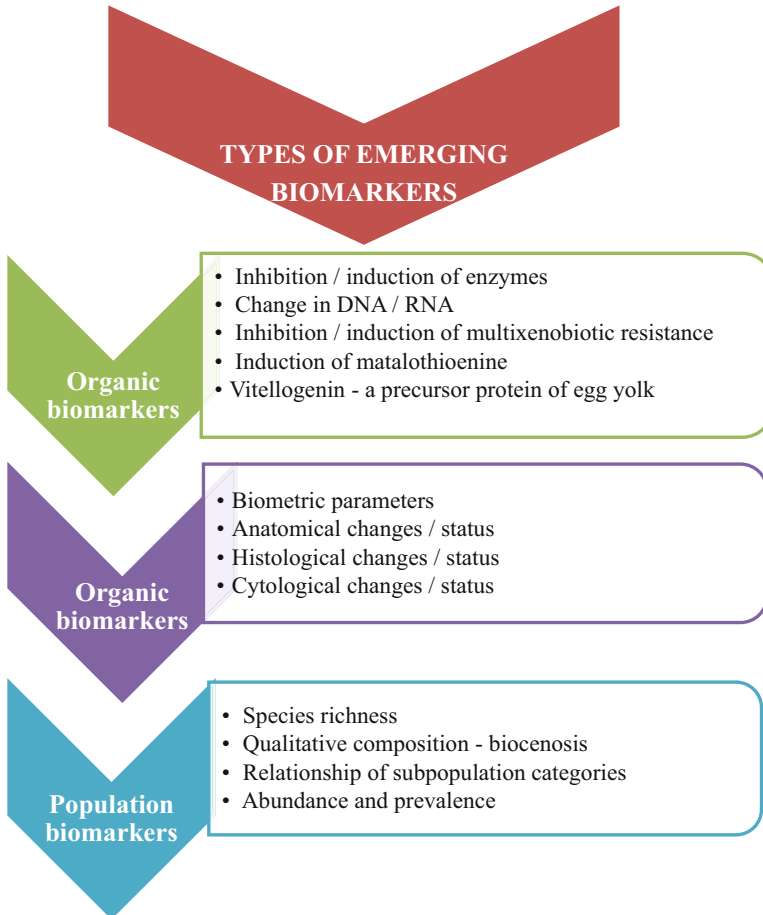 TYPES OF EMERGING
BIOMARKERS
Organic
biomarkers
• Inhibition / induction of enzymes
• Change in DNA / RNA
• Inhibition / induction of multixenobiotic resistance
• Induction of matalothioenine
• Vitellogenin - a precursor protein of egg yolk
Organic
biomarkers
• Biometric parameters
• Anatomical changes / status
• Histological changes / status
• Cytological changes / status
Population
biomarkers
• Species richness
• Qualitative composition - biocenosis
• Relationship of subpopulation categories
• Abundance and prevalence